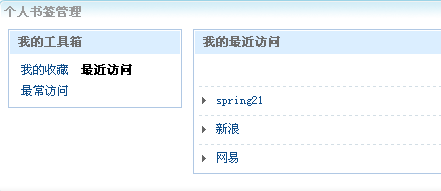 个人书签管理
我的工具箱
我的收藏 最近访问
最常访问
我的最近访问
spring21
新浪
网易